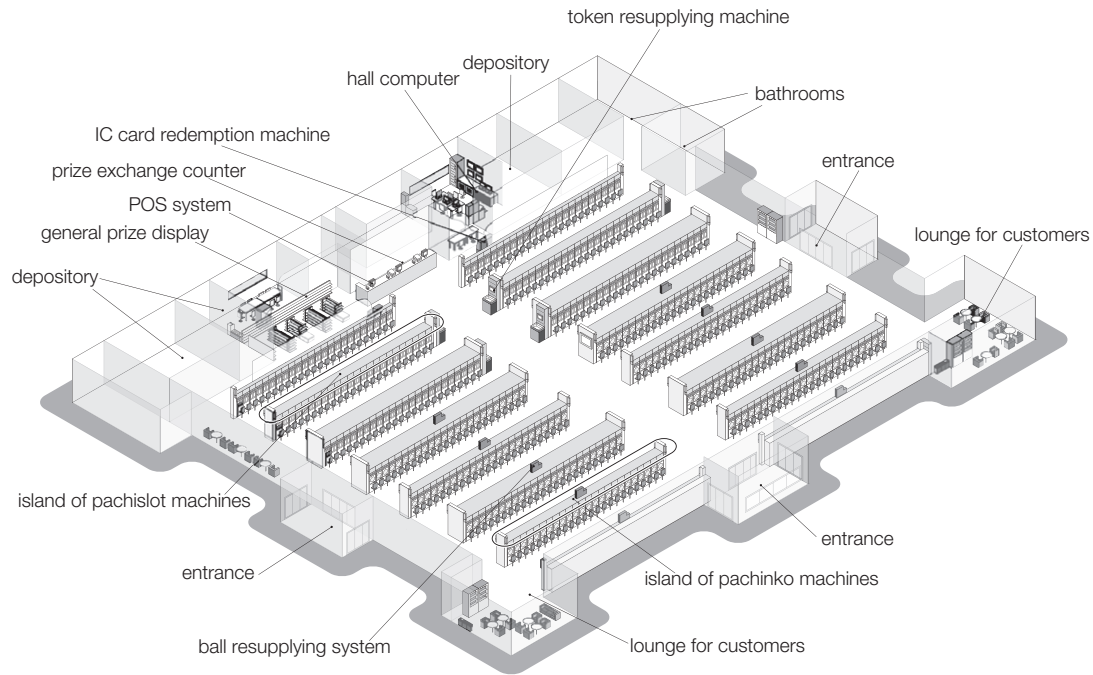 token resupplying machine
depository
hall computer
bathrooms
IC card redemption machine
entrance
prize exchange counter
POS system
general prize display
lounge for customers
depository
island of pachislot machines
entrance
entrance
island of pachinko machines
ball resupplying system
lounge for customers